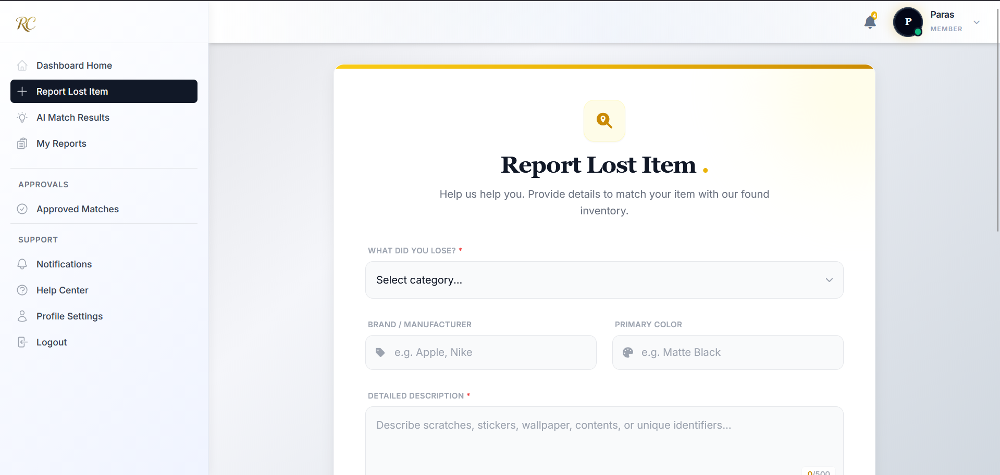 RC
4
P
Paras
MEMBER
Dashboard Home
Report Lost Item
AI Match Results
My Reports
APPROVALS
Approved Matches
SUPPORT
Notifications
Help Center
Profile Settings
Logout
Report Lost Item .
Help us help you. Provide details to match your item with our found
inventory.
WHAT DID YOU LOSE? *
Select category...
BRAND / MANUFACTURER
e.g. Apple, Nike
PRIMARY COLOR
e.g. Matte Black
DETAILED DESCRIPTION *
Describe scratches, stickers, wallpaper, contents, or unique identifiers...
0/500